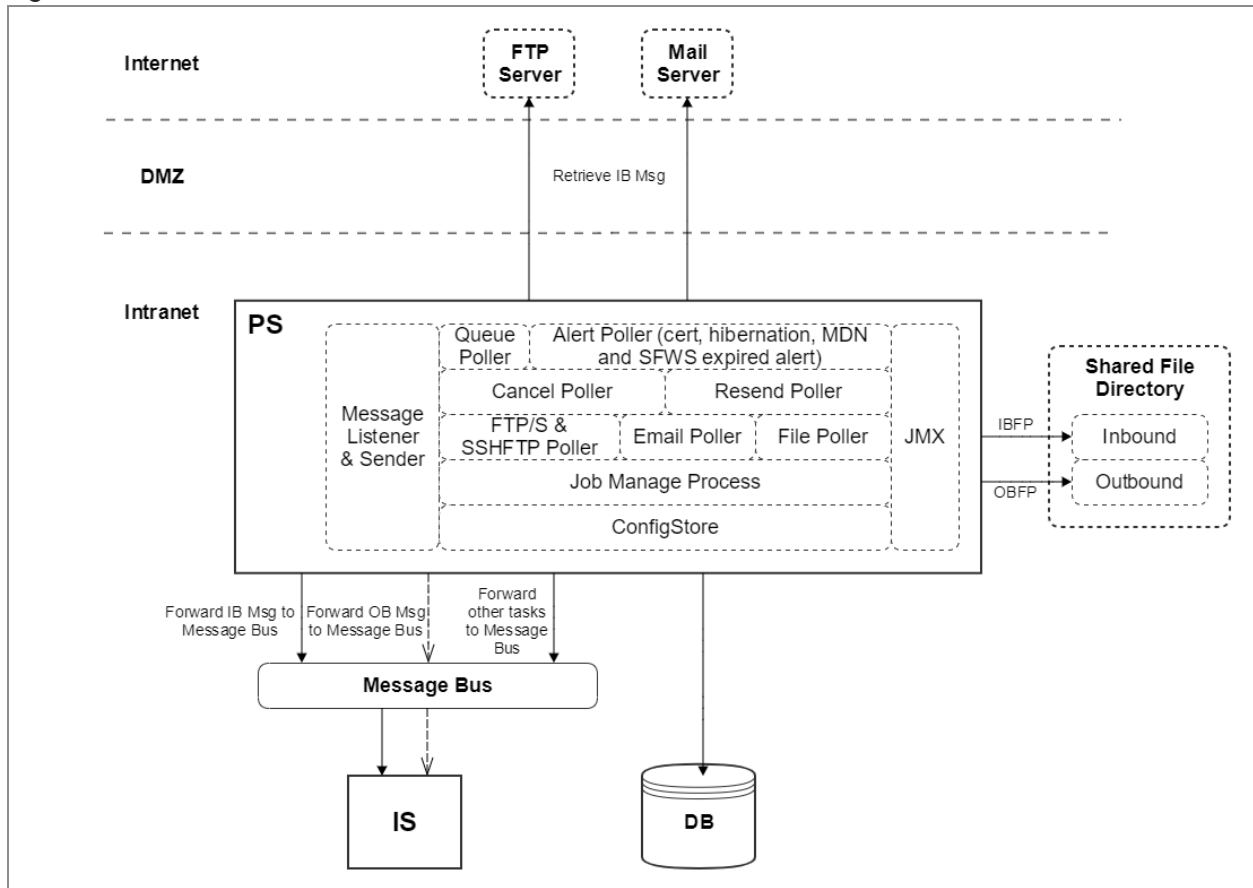 FTP
Server
Mail
Server
Internet
DMZ
Retrieve IB Msg
Intranet
PS
Queue
Poller
Alert Poller (cert, hibernation, MDN
and SFWS expired alert)
Cancel Poller
Resend Poller
Message
Listener
& Sender
FTP/S &
SSHFTP Poller
Email Poller
File Poller
JMX
Job Manage Process
ConfigStore
Shared File
Directory
IBFP
Inbound
OBFP
Outbound
Forward IB Msg to
Message Bus
Forward OB Msg
to Message Bus
Forward
other tasks
to Message
Bus
Message Bus
IS
DB